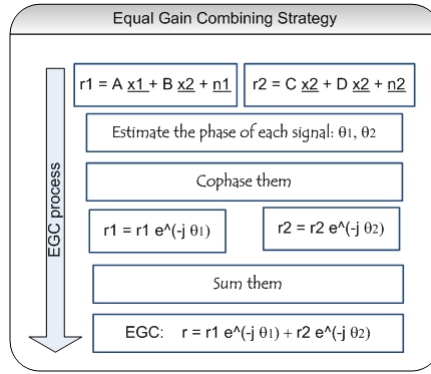 Equal Gain Combining Strategy
EGC process
r1 = A x1 + B x2 + n1
r2 = C x2 + D x2 + n2
Estimate the phase of each signal: θ1, θ2
Cophase them
r1 = r1 e^(-j θ1)
r2 = r2 e^(-j θ2)
Sum them
EGC: r = r1 e^(-j θ1) + r2 e^(-j θ2)